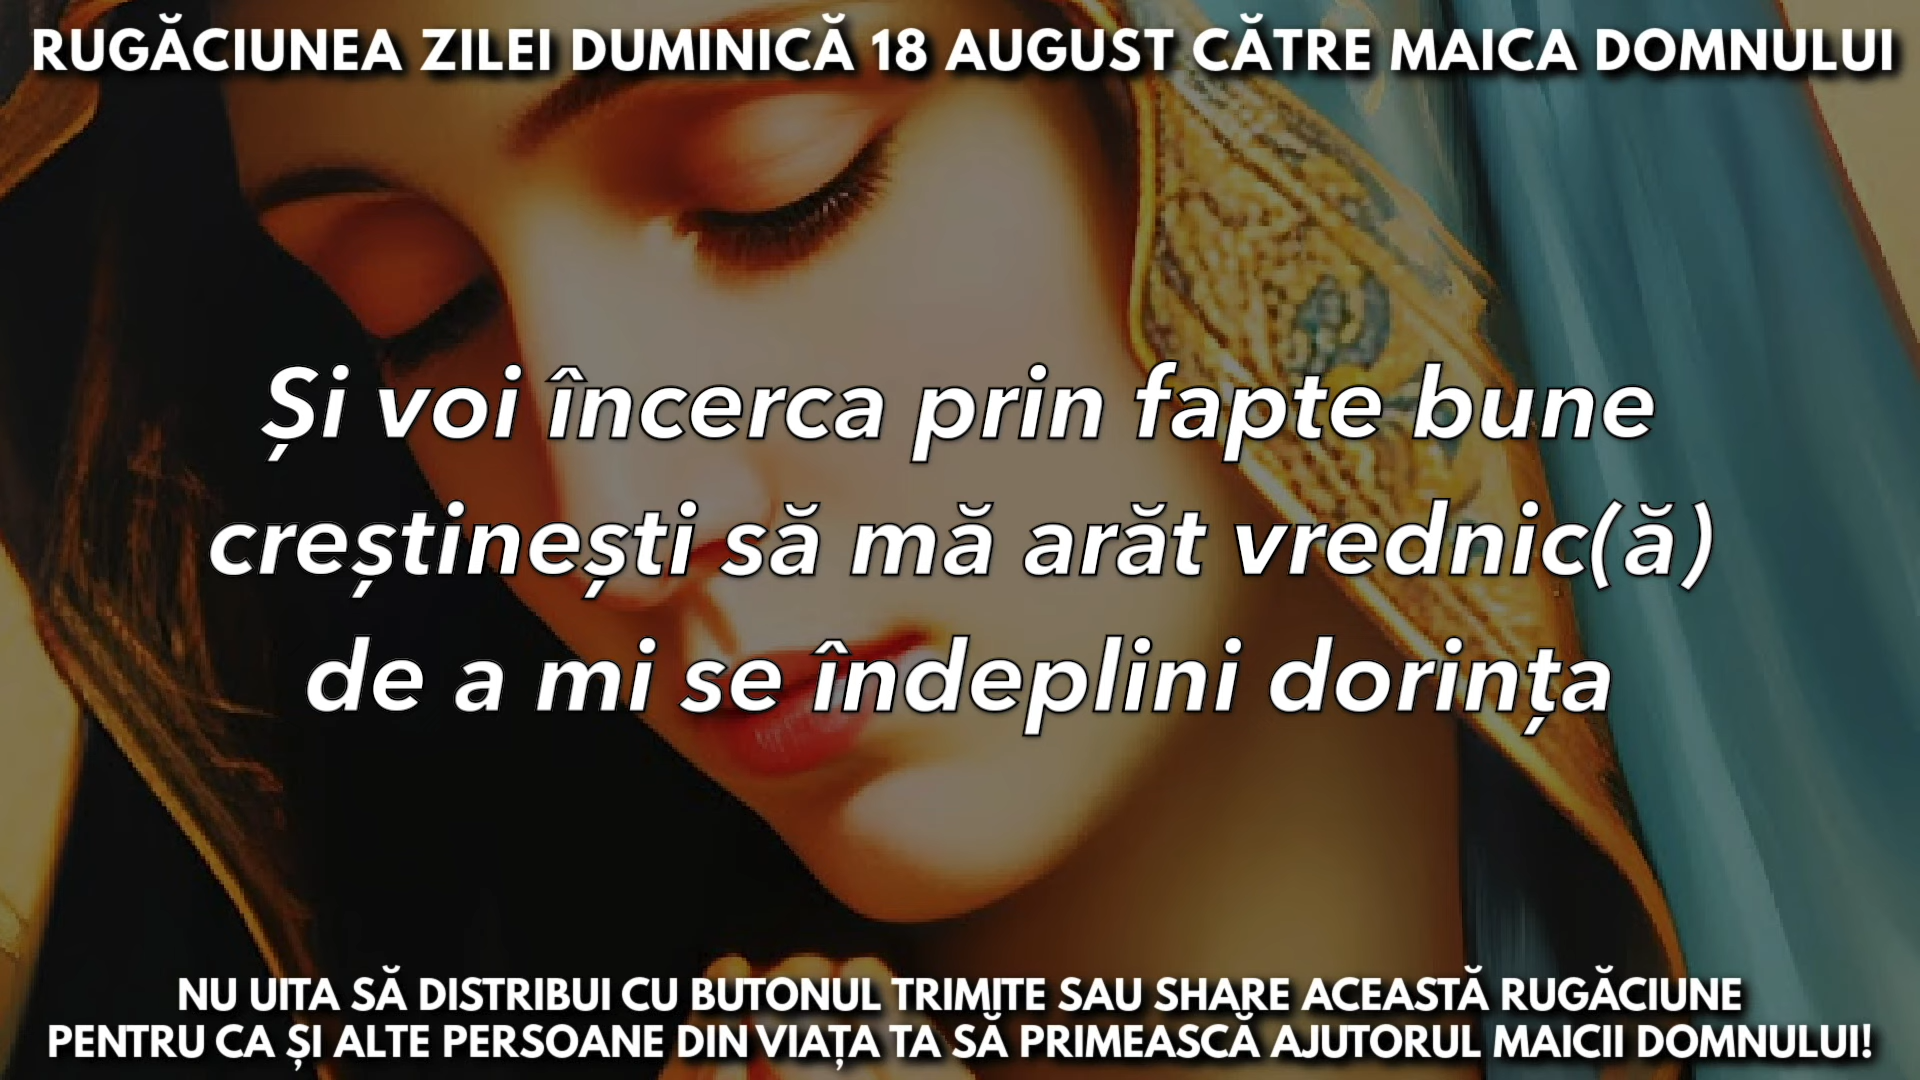 RUGĂCIUNEA ZILEI DUMINICĂ 18 AUGUST CĂTRE MAICA DOMNULUI
Și voi încerca prin fapte bune
creștinești să mă arăt vrednic(ă)
de a mi se îndeplini dorința
NU UITA SĂ DISTRIBUI CU BUTONUL TRIMITE SAU SHARE ACEASTĂ RUGĂCIUNE
PENTRU CA ȘI ALTE PERSOANE DIN VIAȚA TA SĂ PRIMEASCĂ AJUTORUL MAICII DOMNULUI!